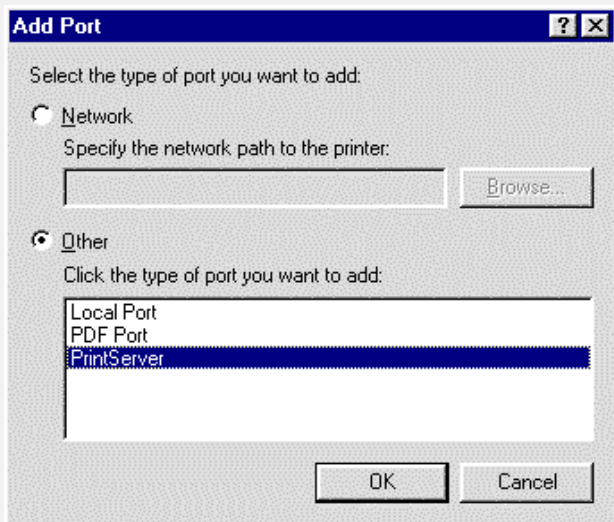 Add Port
Select the type of port you want to add:
Network
Specify the network path to the printer:
Browse...
Other
Click the type of port you want to add:
Local Port
PDF Port
PrintServer
OK
Cancel